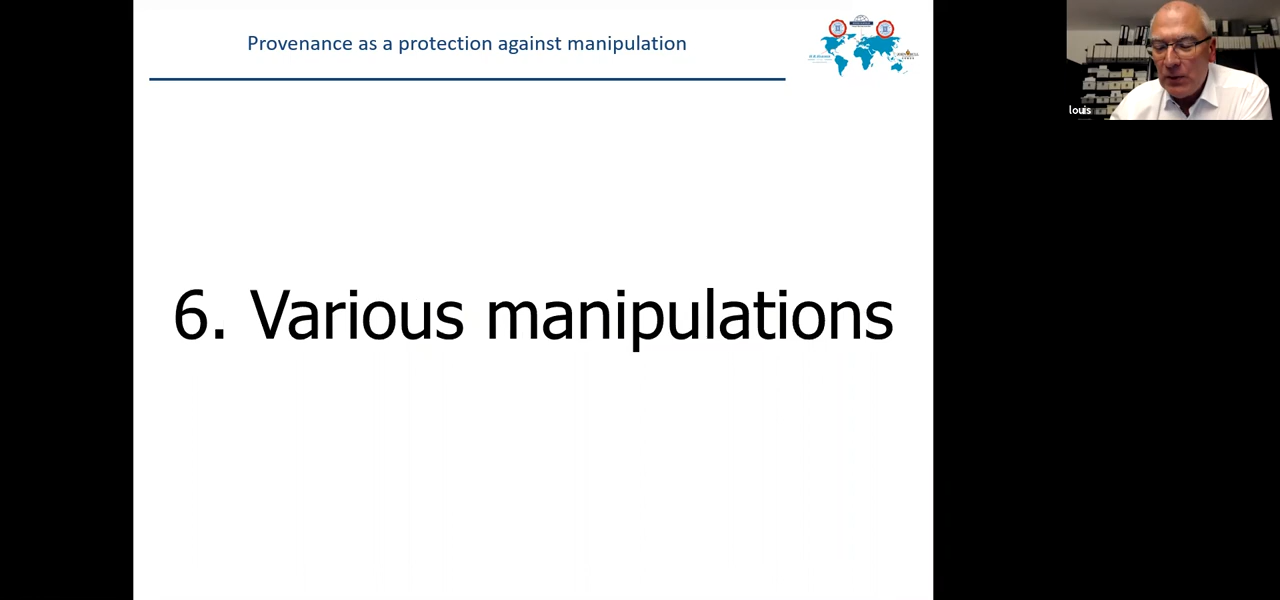 Provenance as a protection against manipulation
6. Various manipulations
louis